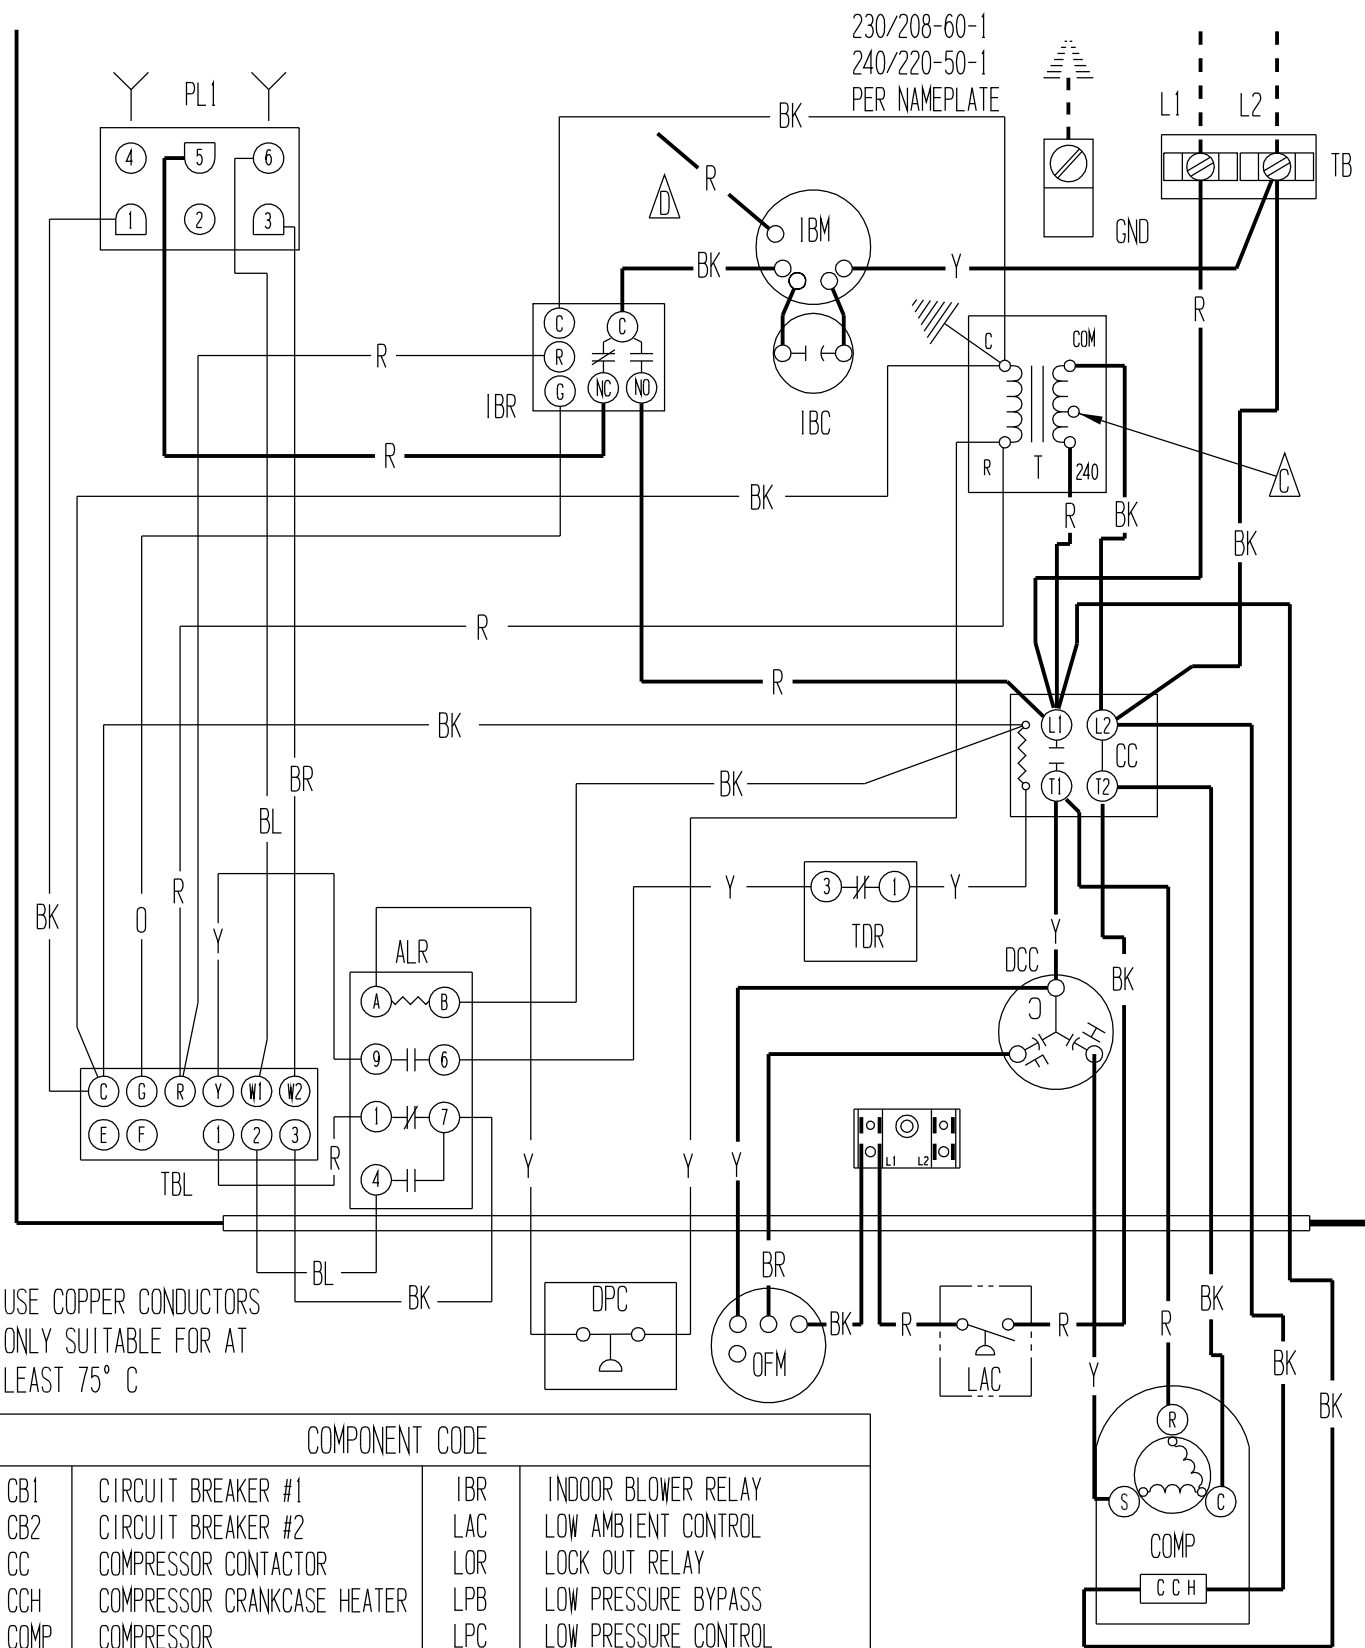 230/208-60-1
240/220-50-1
PER NAMEPLATE
PL1
BK
L1
L2
TB
4
5
6
R
D
1
2
3
IBM
GND
BK
Y
R
C
C
R
G
NC
NO
IBR
R
IBC
C
COM
R
T
240
C
R
BK
R
BK
BK
R
R
BK
L1
L2
CC
T1
T2
BR
BK
BL
Y
3
1
Y
TDR
BK
O
R
Y
Y
ALR
DCC
BK
A
B
C
F
H
9
6
C
G
R
Y
W1
W2
1
7
E
F
1
2
3
R
4
TBL
Y
Y
Y
L1
L2
BR
BL
BK
DPC
OFM
BK
R
LAC
R
Y
R
BK
BK
BK
USE COPPER CONDUCTORS
ONLY SUITABLE FOR AT
LEAST 75° C
R
S
C
COMP
CCH
COMPONENT CODE
CB1 CIRCUIT BREAKER #1 IBR INDOOR BLOWER RELAY
CB2 CIRCUIT BREAKER #2 LAC LOW AMBIENT CONTROL
CC COMPRESSOR CONTACTOR LOR LOCK OUT RELAY
CCH COMPRESSOR CRANKCASE HEATER LPB LOW PRESSURE BYPASS
COMP COMPRESSOR LPC LOW PRESSURE CONTROL